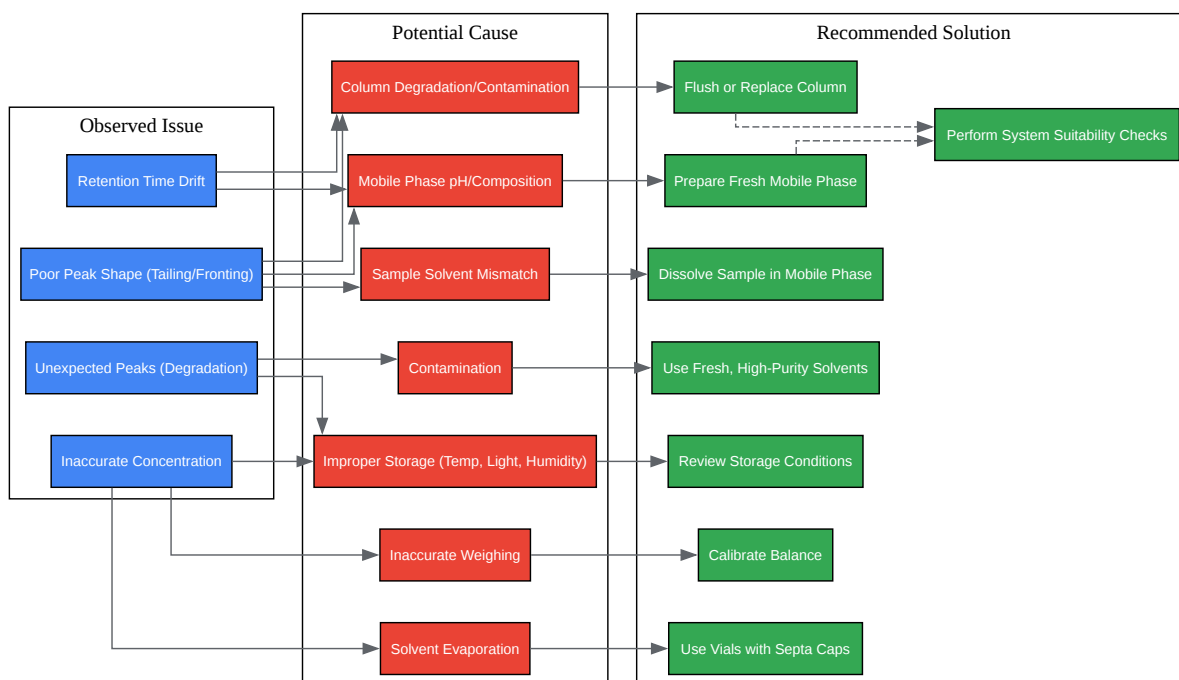 Potential Cause
Recommended Solution
Column Degradation/Contamination
Flush or Replace Column
Observed Issue
Perform System Suitability Checks
Retention Time Drift
Mobile Phase pH/Composition
Prepare Fresh Mobile Phase
Poor Peak Shape (Tailing/Fronting)
Sample Solvent Mismatch
Dissolve Sample in Mobile Phase
Unexpected Peaks (Degradation)
Contamination
Use Fresh, High-Purity Solvents
Inaccurate Concentration
Improper Storage (Temp, Light, Humidity)
Review Storage Conditions
Inaccurate Weighing
Calibrate Balance
Solvent Evaporation
Use Vials with Septa Caps